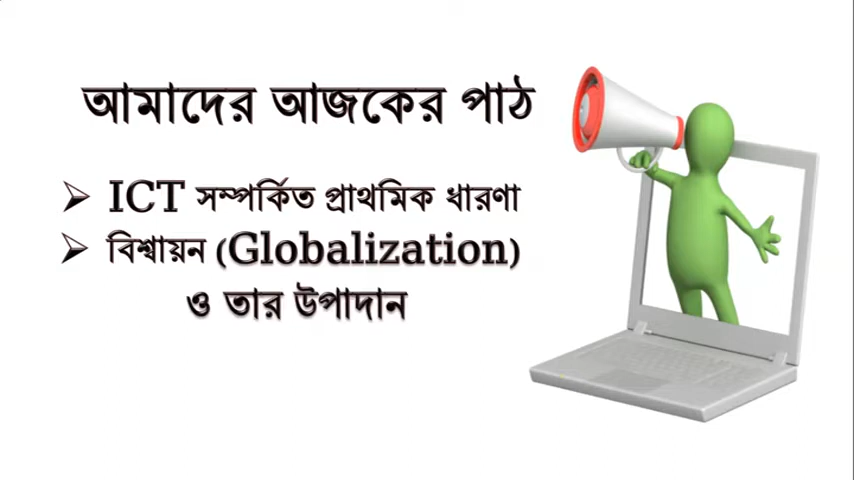 আমাদের আজকের পাঠ
➢ ICT সম্পর্কিত প্রাথমিক ধারণা
➢ বিশ্বায়ন (Globalization)
ও তার উপাদান